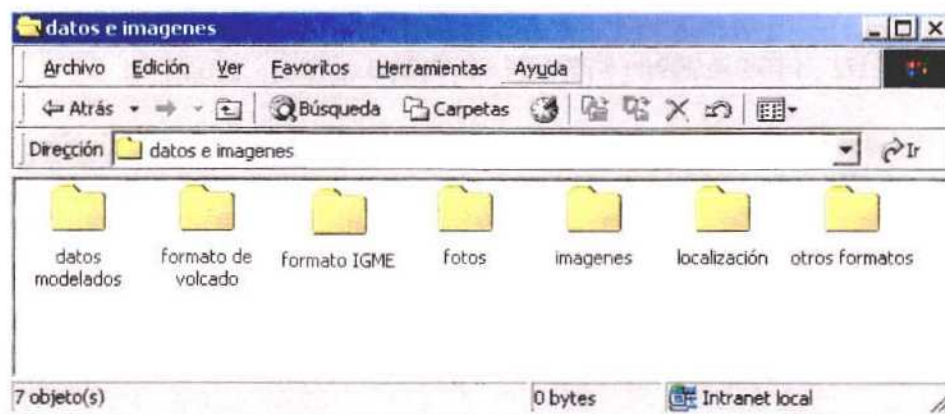 datos e imagenes
Archivo Edición Ver Favoritos Herramientas Ayuda
Atrás Búsqueda Carpetas
Dirección datos e imagenes Ir
datos modelados
formato de volcado
formato IGME
fotos
imagenes
localización
otros formatos
7 objeto(s) 0 bytes Intranet local